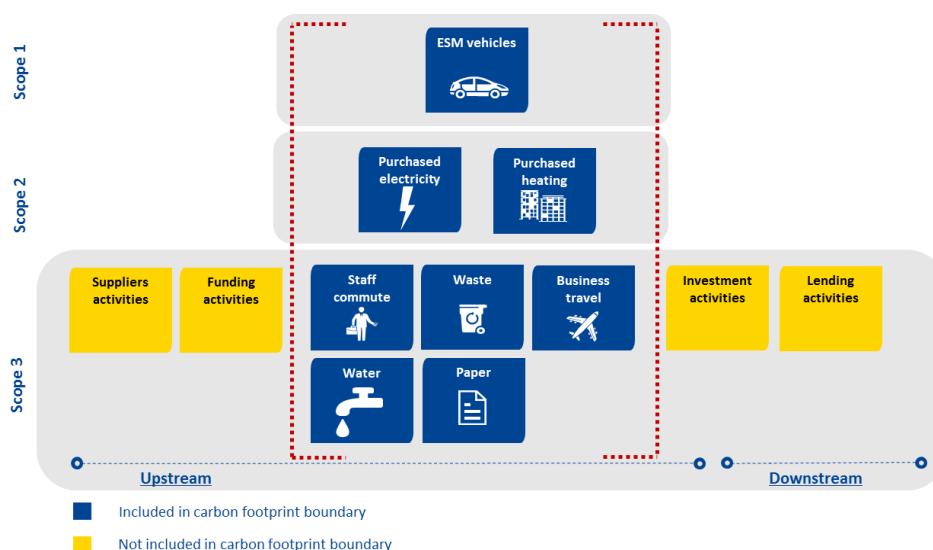 Scope 1
ESM vehicles
Scope 2
Purchased
electricity
Purchased
heating
Scope 3
Suppliers
activities
Funding
activities
Staff
commute
Waste
Business
travel
Investment
activities
Lending
activities
Water
Paper
Upstream
Downstream
Included in carbon footprint boundary
Not included in carbon footprint boundary